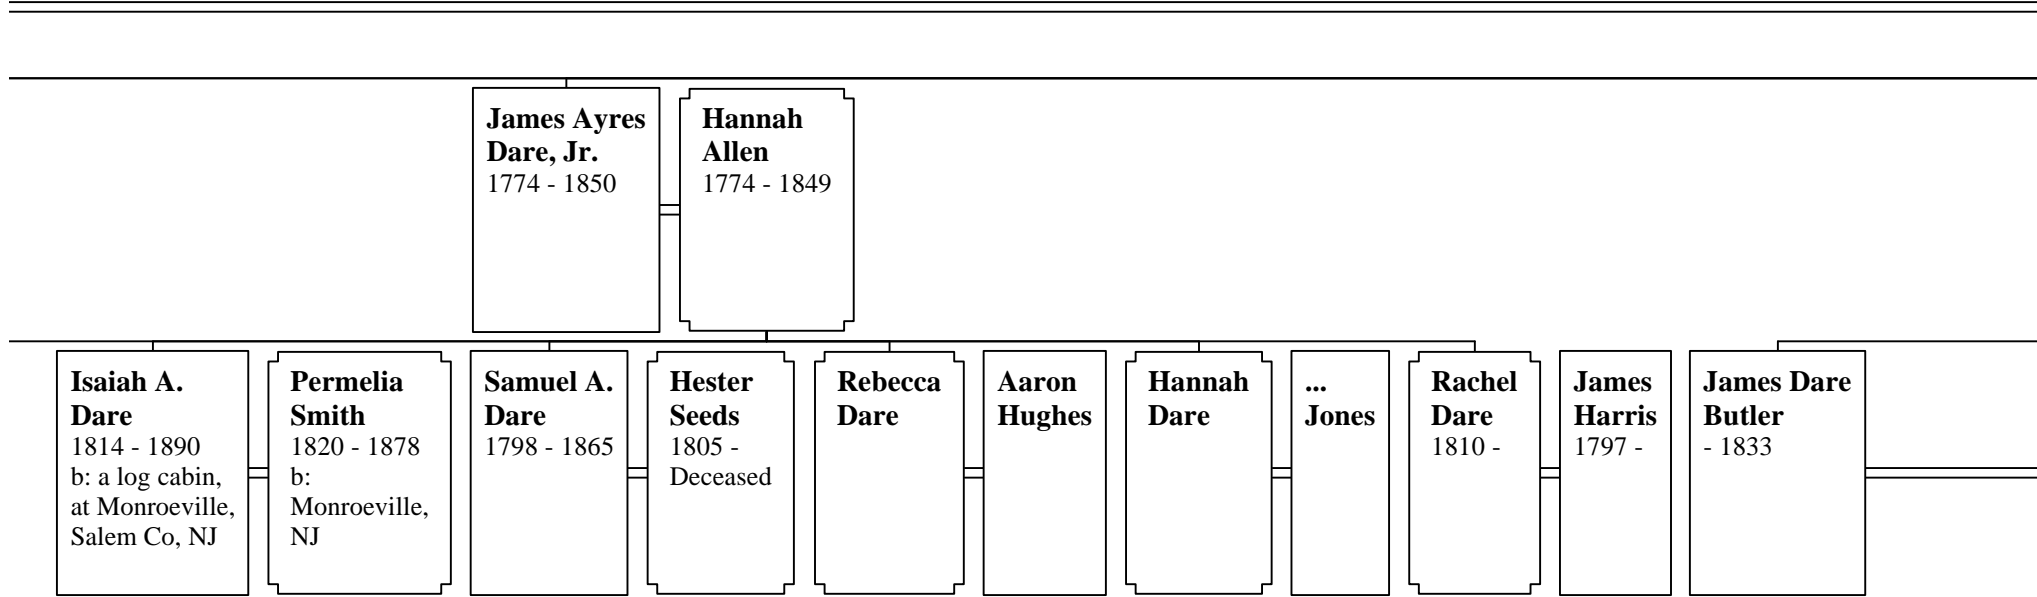 James Ayres
Dare, Jr.
1774 - 1850
Hannah
Allen
1774 - 1849
Isaiah A.
Dare
1814 - 1890
b: a log cabin,
at Monroeville,
Salem Co, NJ
Permelia
Smith
1820 - 1878
b:
Monroeville,
NJ
Samuel A.
Dare
1798 - 1865
Hester
Seeds
1805 -
Deceased
Rebecca
Dare
Aaron
Hughes
Hannah
Dare
...
Jones
Rachel
Dare
1810 -
James
Harris
1797 -
James Dare
Butler
- 1833